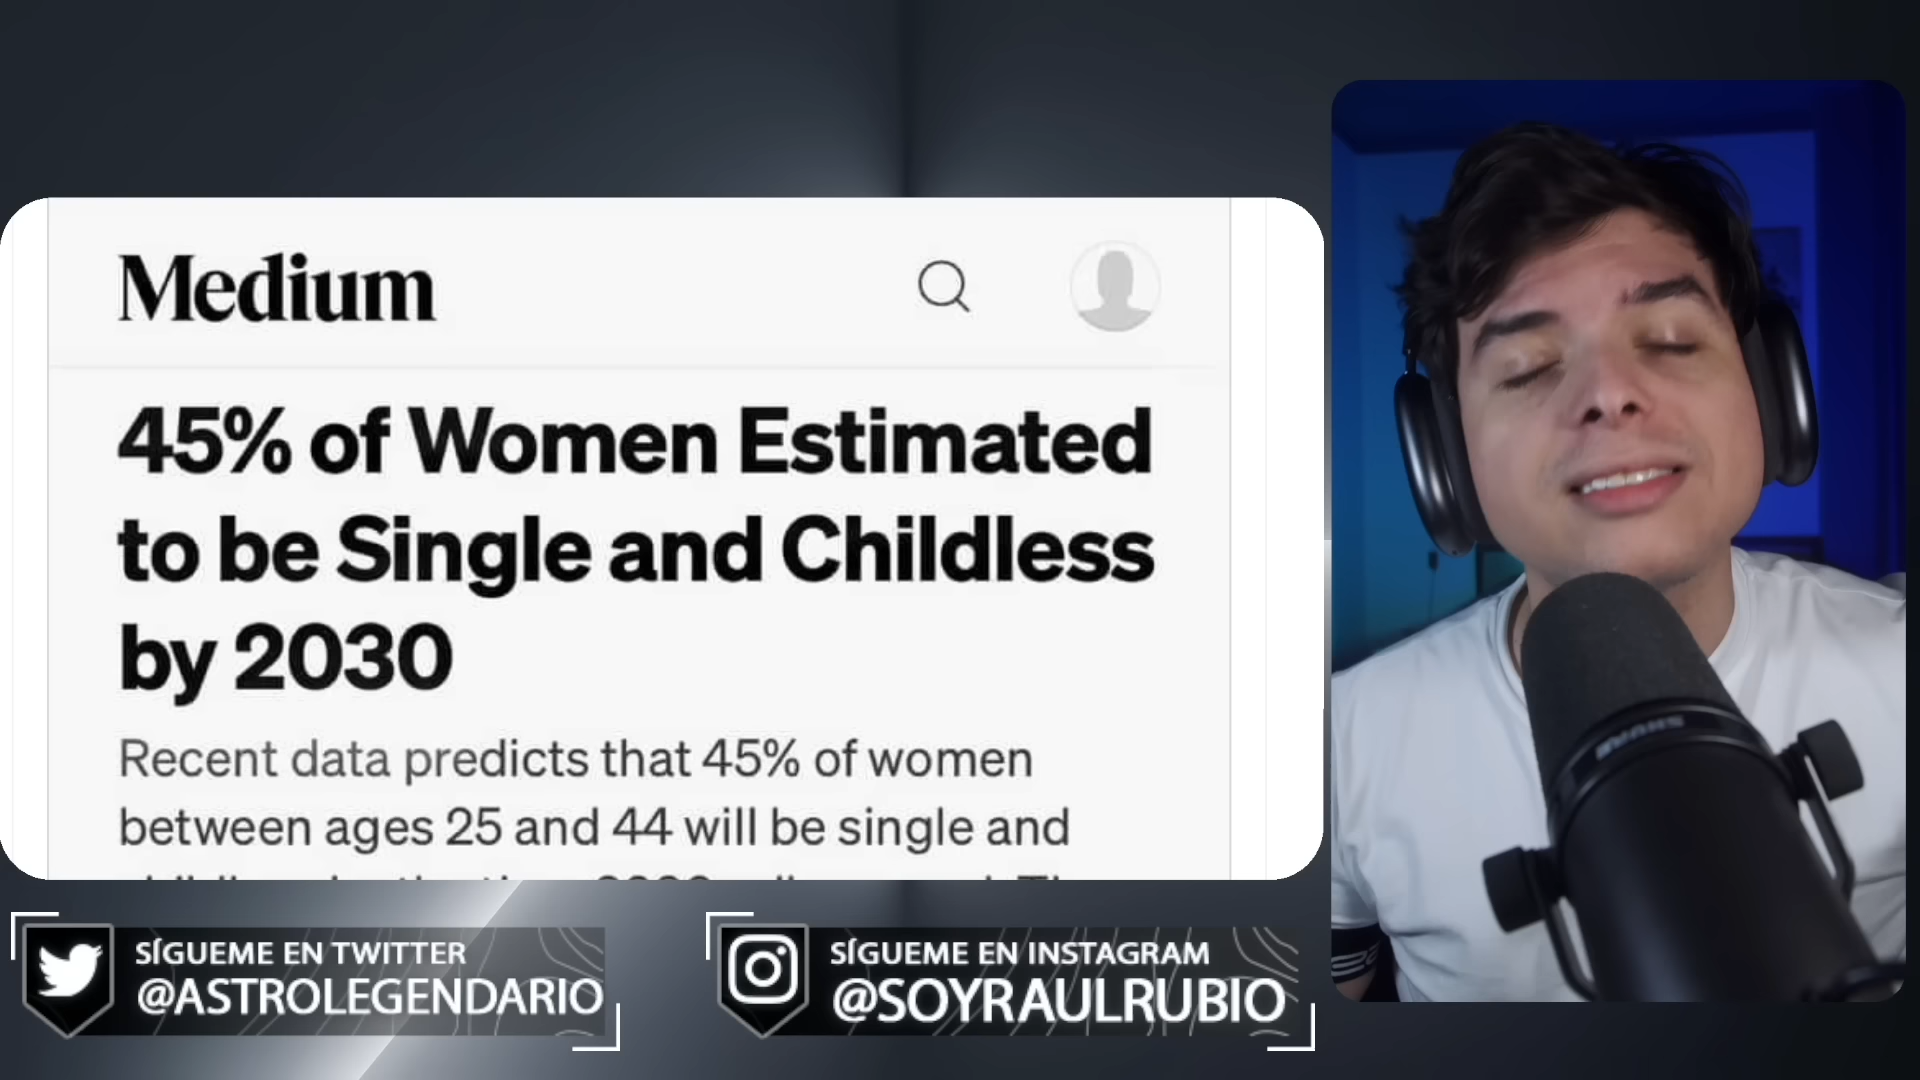 Medium
45% of Women Estimated
to be Single and Childless
by 2030
Recent data predicts that 45% of women
between ages 25 and 44 will be single and
SÍGUEME EN TWITTER
@ASTROLEGENDARIO
SÍGUEME EN INSTAGRAM
@SOYRAULRUBIO